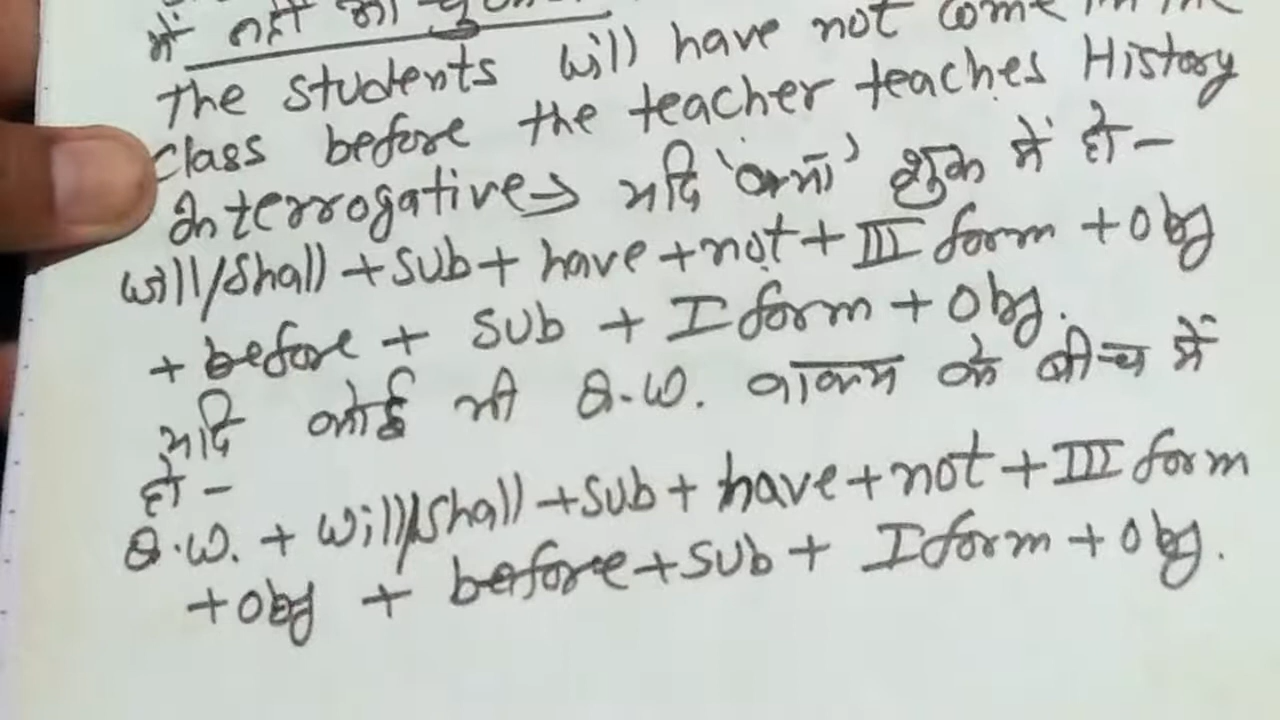 में नहीं आ
The students will have not come in the
class before the teacher teaches History
Interrogative → यदि 'क्या' शुरू में हो -
will/shall + sub + have + not + III form + obj
+ before + sub + I form + obj.
यदि कोई भी Q.W. वाक्य के बीच में
हो -
Q.W. + will/shall + sub + have + not + III form
+ obj + before + sub + I form + obj.